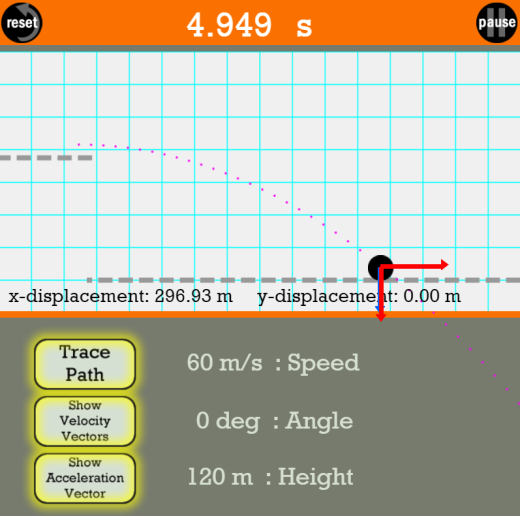 reset
4.949 s
pause
x-displacement: 296.93 m y-displacement: 0.00 m
Trace
Path
60 m/s : Speed
Show
Velocity
Vectors
0 deg : Angle
Show
Acceleration
Vector
120 m : Height